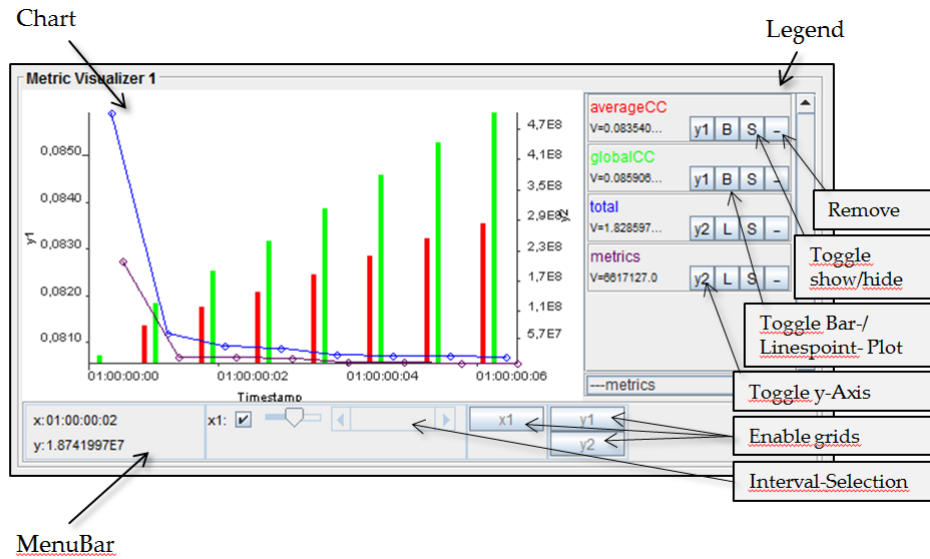 Chart
Legend
Metric Visualizer 1
averageCC
V=0.083540...
y1 B S –
globalCC
V=0.085906...
y1 B S –
total
V=1.828597...
y2 L S –
metrics
V=6617127.0
y2 L S –
---metrics
0,0850
0,0840
0,0830
0,0820
0,0810
y1
4,7E8
4,1E8
3,5E8
2,9E8
2,3E8
1,7E8
1,1E8
5,7E7
y2
01:00:00:00 01:00:00:02 01:00:00:04 01:00:00:06
Timestamp
x:01:00:00:02
y:1.8741997E7
x1:
x1
y1
y2
Remove
Toggle
show/hide
Toggle Bar-/
Linespoint- Plot
Toggle y-Axis
Enable grids
Interval-Selection
MenuBar